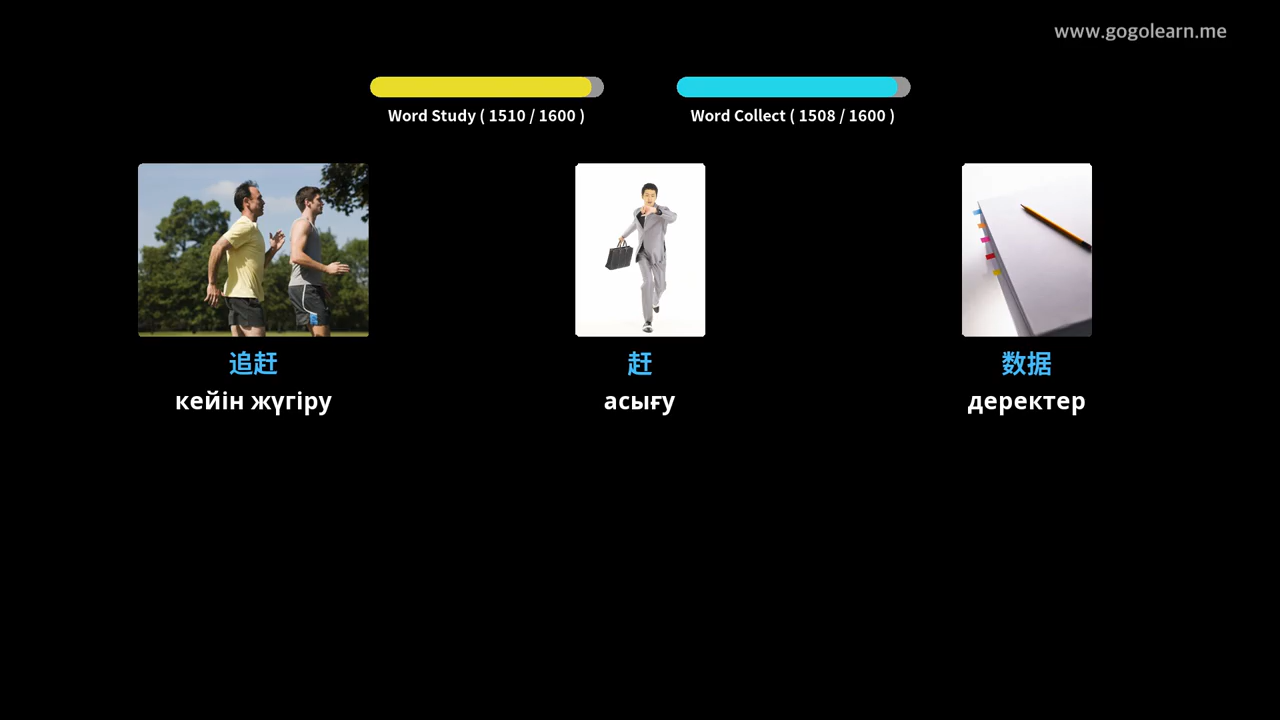 www.gogolearn.me
Word Study ( 1510 / 1600 )
Word Collect ( 1508 / 1600 )
追赶
кейін жүгіру
赶
асығу
数据
деректер